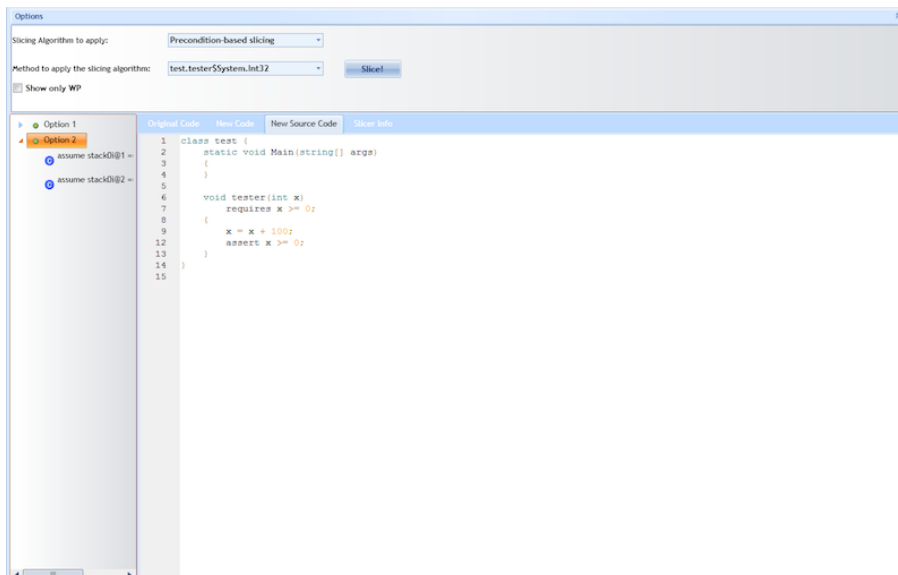 Options
Slicing Algorithm to apply: Precondition-based slicing
Method to apply the slicing algorithm: test.tester$System.Int32 Slice!
Show only WP
Option 1
Option 2
assume stack0i@1 =
assume stack0i@2 =
Original Code New Code New Source Code Slicer Info
1 class test {
2 static void Main(string[] args)
3 {
4 }
5
6 void tester(int x)
7 requires x >= 0;
8 {
9 x = x + 100;
12 assert x >= 0;
13 }
14 }
15